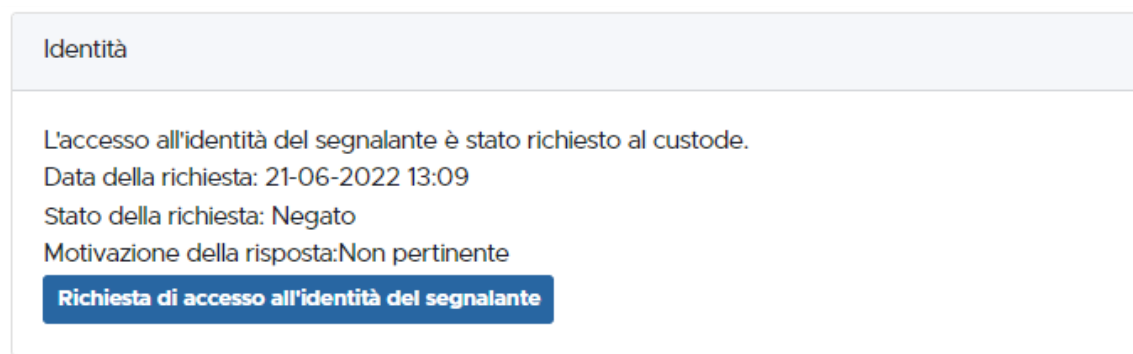 Identità
L'accesso all'identità del segnalante è stato richiesto al custode.
Data della richiesta: 21-06-2022 13:09
Stato della richiesta: Negato
Motivazione della risposta:Non pertinente
Richiesta di accesso all'identità del segnalante